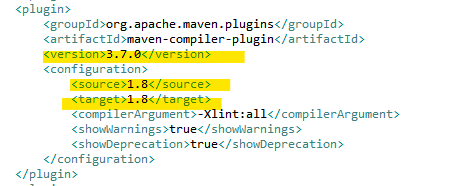 <plugin>
<groupId>org.apache.maven.plugins</groupId>
<artifactId>maven-compiler-plugin</artifactId>
<version>3.7.0</version>
<configuration>
<source>1.8</source>
<target>1.8</target>
<compilerArgument>-Xlint:all</compilerArgument>
<showWarnings>true</showWarnings>
<showDeprecation>true</showDeprecation>
</configuration>
</plugin>